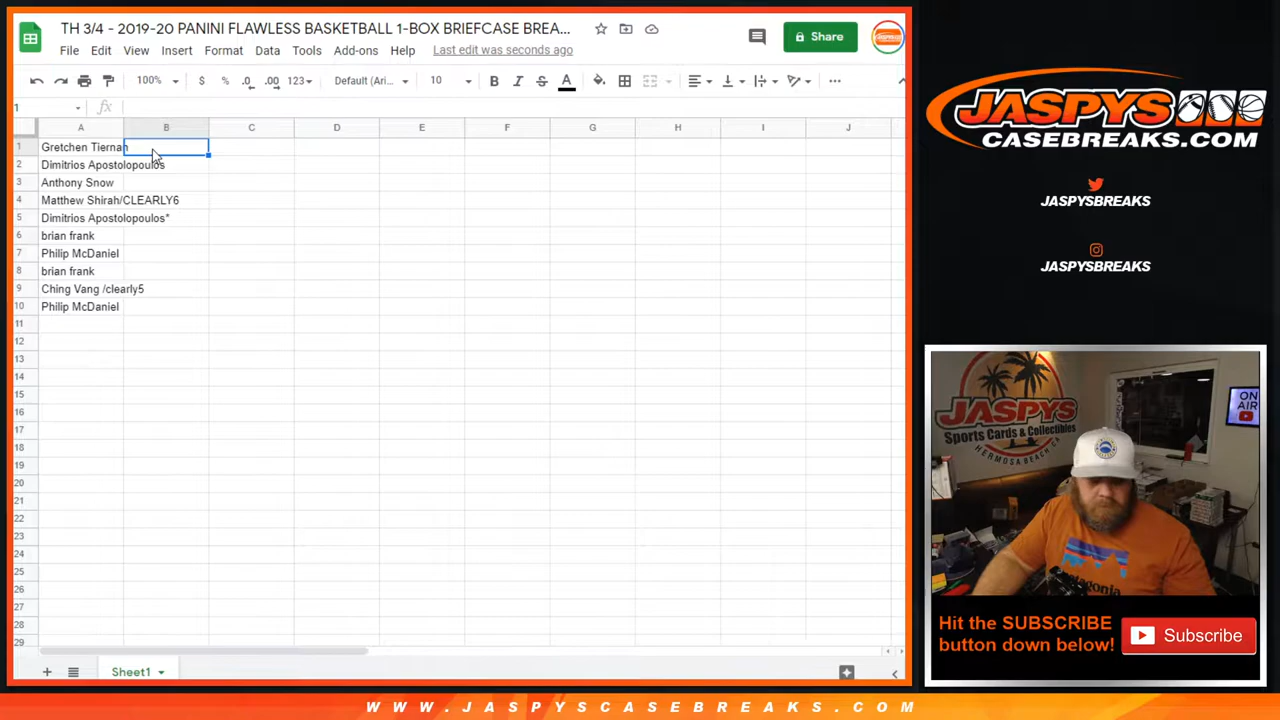 TH 3/4 - 2019-20 PANINI FLAWLESS BASKETBALL 1-BOX BRIEFCASE BREA...
File Edit View Insert Format Data Tools Add-ons Help Last edit was seconds ago
Share
100% $ % .0 .00 123 Default (Ari... 10 B I S A
1 fx
A B C D E F G H I J
1 Gretchen Tiernan
2 Dimitrios Apostolopoulos
3 Anthony Snow
4 Matthew Shirah/CLEARLY6
5 Dimitrios Apostolopoulos*
6 brian frank
7 Philip McDaniel
8 brian frank
9 Ching Vang /clearly5
10 Philip McDaniel
11
12
13
14
15
16
17
18
19
20
21
22
23
24
25
26
27
28
29
Sheet1
JASPYS
CASEBREAKS.COM
JASPYSBREAKS
JASPYSBREAKS
JASPYS
Sports Cards & Collectibles
HERMOSA BEACH, CA
ON
AIR
patagonia
Hit the SUBSCRIBE
button down below!
Subscribe
WWW.JASPYSCASEBREAKS.COM